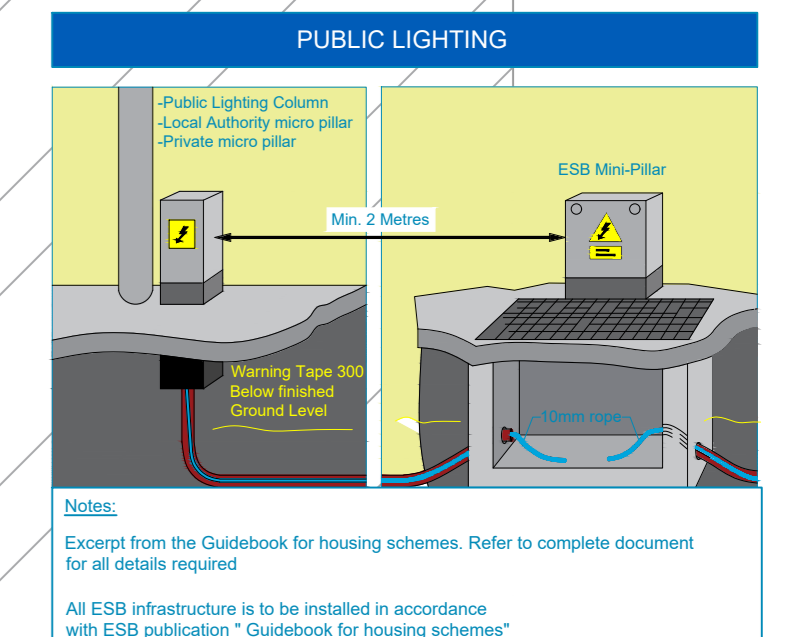 PUBLIC LIGHTING
-Public Lighting Column
-Local Authority micro pillar
-Private micro pillar
ESB Mini-Pillar
Min. 2 Metres
Warning Tape 300
Below finished
Ground Level
10mm rope
Notes:
Excerpt from the Guidebook for housing schemes. Refer to complete document
for all details required
All ESB infrastructure is to be installed in accordance
with ESB publication " Guidebook for housing schemes"